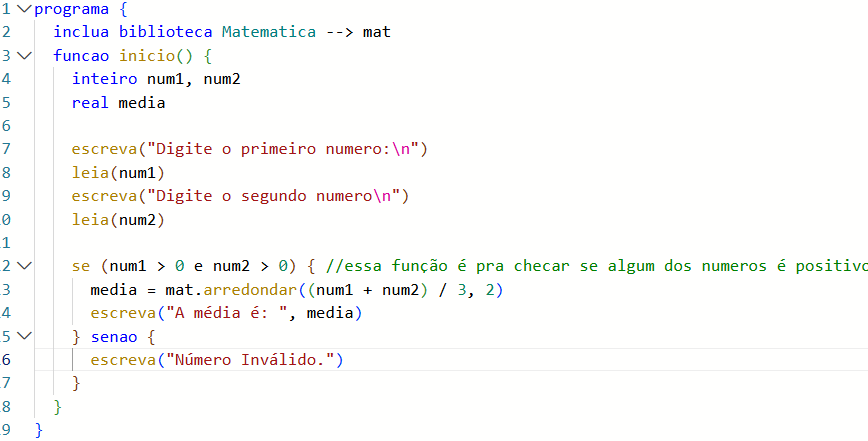 1 programa {
2 inclua biblioteca Matematica --> mat
3 funcao inicio() {
4 inteiro num1, num2
5 real media
6
7 escreva("Digite o primeiro numero:\n")
8 leia(num1)
9 escreva("Digite o segundo numero\n")
0 leia(num2)
1
2 se (num1 > 0 e num2 > 0) { //essa função é pra checar se algum dos numeros é positivo
3 media = mat.arredondar((num1 + num2) / 3, 2)
4 escreva("A média é: ", media)
5 } senao {
6 escreva("Número Inválido.")
7 }
8 }
9 }